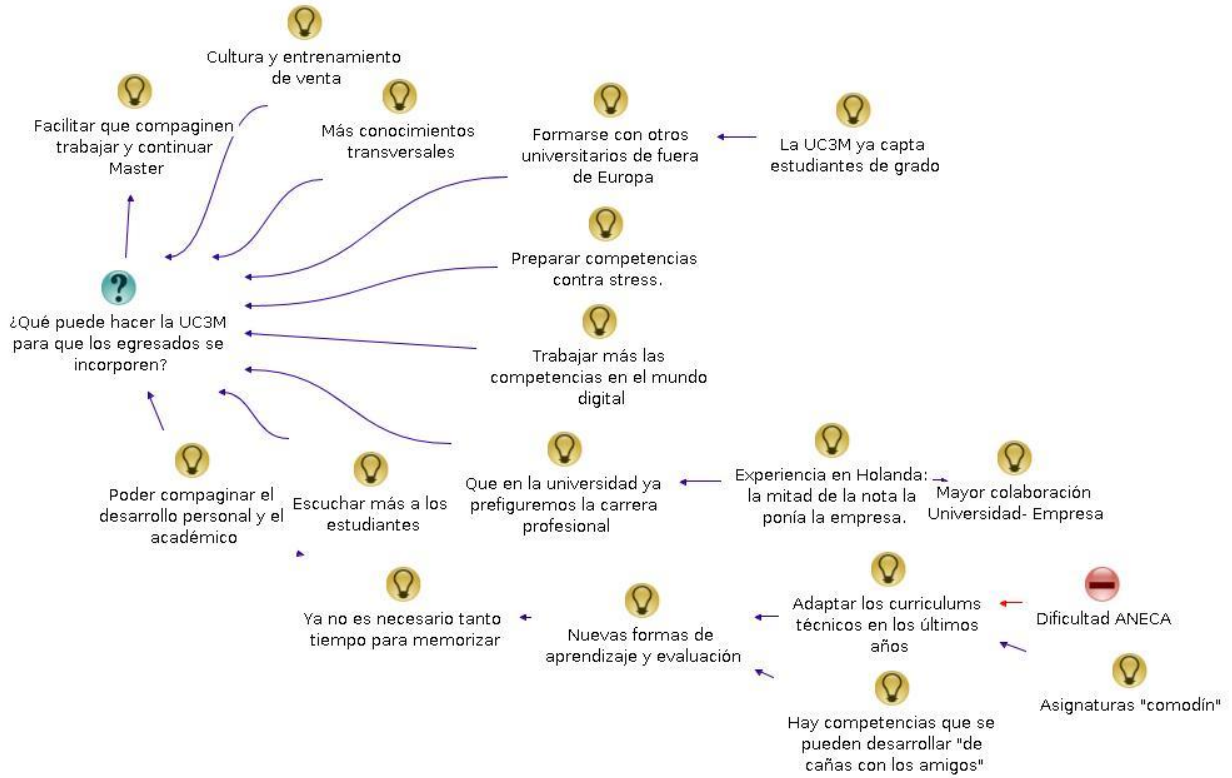 Cultura y entrenamiento
de venta
Facilitar que compaginen
trabajar y continuar
Master
Más conocimientos
transversales
Formarse con otros
universitarios de fuera
de Europa
La UC3M ya capta
estudiantes de grado
Preparar competencias
contra stress.
?
¿Qué puede hacer la UC3M
para que los egresados se
incorporen?
Trabajar más las
competencias en el mundo
digital
Poder compaginar el
desarrollo personal y el
académico
Escuchar más a los
estudiantes
Que en la universidad ya
prefiguremos la carrera
profesional
Experiencia en Holanda:
la mitad de la nota la
ponía la empresa.
Mayor colaboración
Universidad- Empresa
Ya no es necesario tanto
tiempo para memorizar
Nuevas formas de
aprendizaje y evaluación
Adaptar los curriculums
técnicos en los últimos
años
Dificultad ANECA
Asignaturas "comodín"
Hay competencias que se
pueden desarrollar "de
cañas con los amigos"